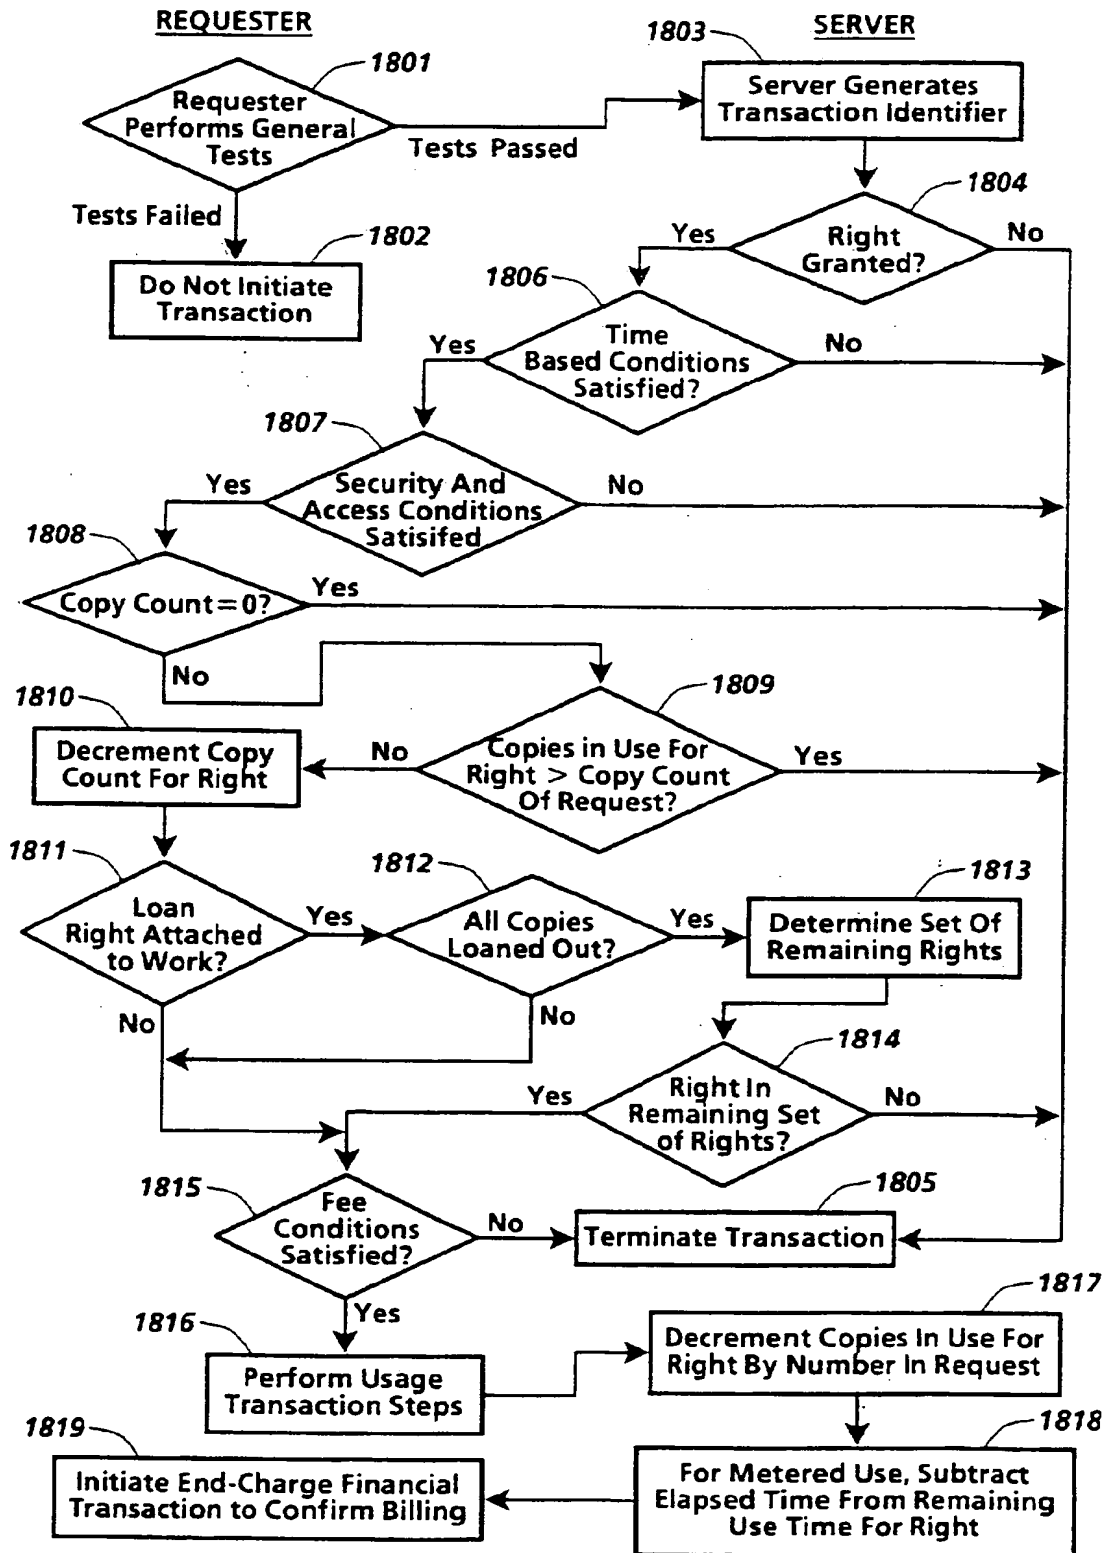 REQUESTER
SERVER
1801
1803
Requester
Performs General
Tests
Tests Passed
Server Generates
Transaction Identifier
Tests Failed
1802
Do Not Initiate
Transaction
1804
Right
Granted?
Yes
No
1806
Time
Based Conditions
Satisfied?
Yes
No
1807
Security And
Access Conditions
Satisifed
Yes
No
1808
Copy Count=0?
Yes
No
1809
Copies in Use For
Right > Copy Count
Of Request?
No
Yes
1810
Decrement Copy
Count For Right
1811
Loan
Right Attached
to Work?
Yes
No
1812
All Copies
Loaned Out?
Yes
No
1813
Determine Set Of
Remaining Rights
1814
Right In
Remaining Set
of Rights?
Yes
No
1815
Fee
Conditions
Satisfied?
No
Yes
1805
Terminate Transaction
1816
Perform Usage
Transaction Steps
1817
Decrement Copies In Use For
Right By Number In Request
1818
For Metered Use, Subtract
Elapsed Time From Remaining
Use Time For Right
1819
Initiate End-Charge Financial
Transaction to Confirm Billing